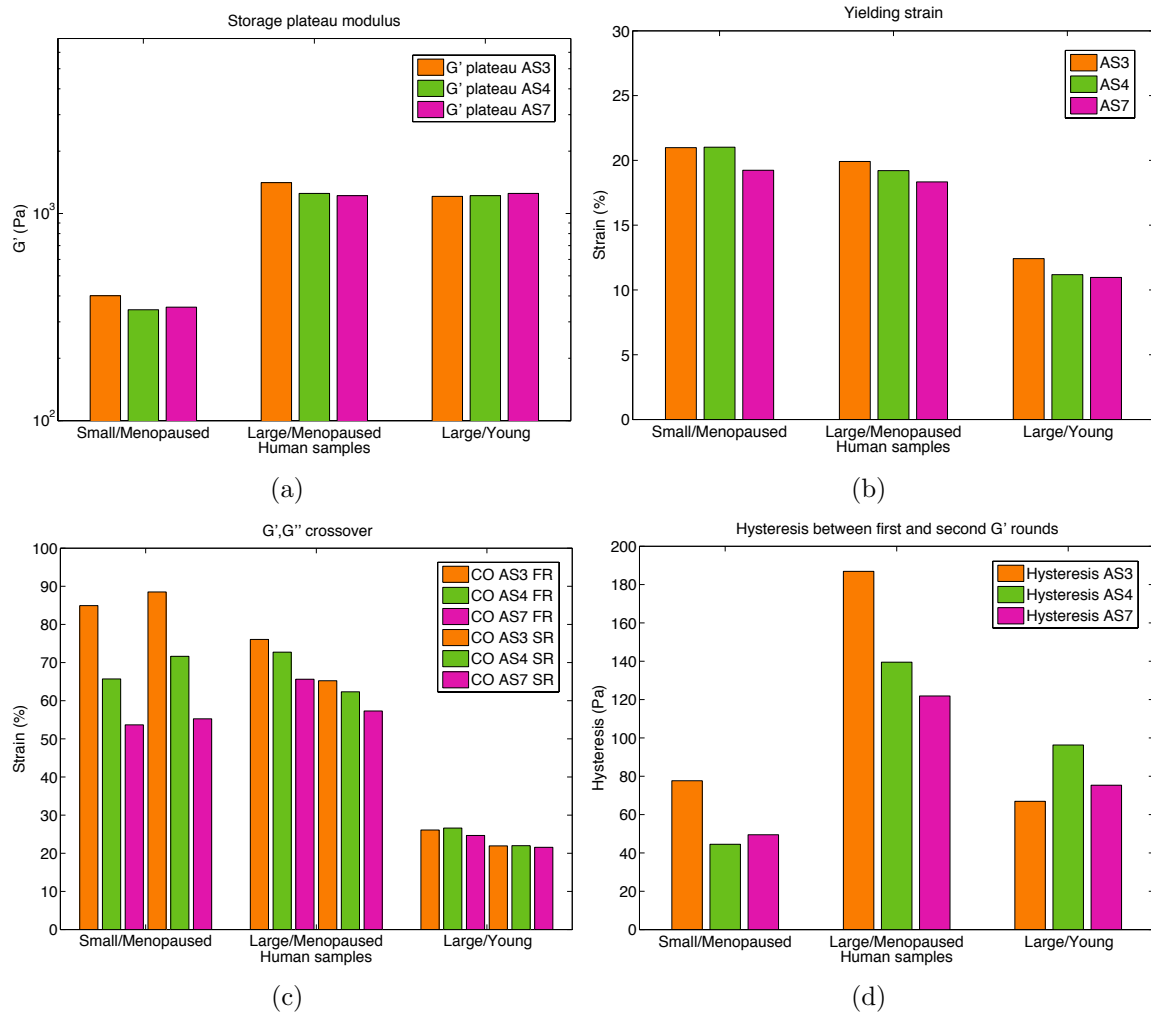 Storage plateau modulus
G' plateau AS3
G' plateau AS4
G' plateau AS7
G' (Pa)
10^3
10^2
Small/Menopaused
Large/Menopaused
Large/Young
Human samples
(a)
Yielding strain
AS3
AS4
AS7
Strain (%)
30
25
20
15
10
5
0
Small/Menopaused
Large/Menopaused
Large/Young
Human samples
(b)
G',G'' crossover
CO AS3 FR
CO AS4 FR
CO AS7 FR
CO AS3 SR
CO AS4 SR
CO AS7 SR
Strain (%)
100
90
80
70
60
50
40
30
20
10
0
Small/Menopaused
Large/Menopaused
Large/Young
Human samples
(c)
Hysteresis between first and second G' rounds
Hysteresis AS3
Hysteresis AS4
Hysteresis AS7
Hysteresis (Pa)
200
180
160
140
120
100
80
60
40
20
0
Small/Menopaused
Large/Menopaused
Large/Young
Human samples
(d)